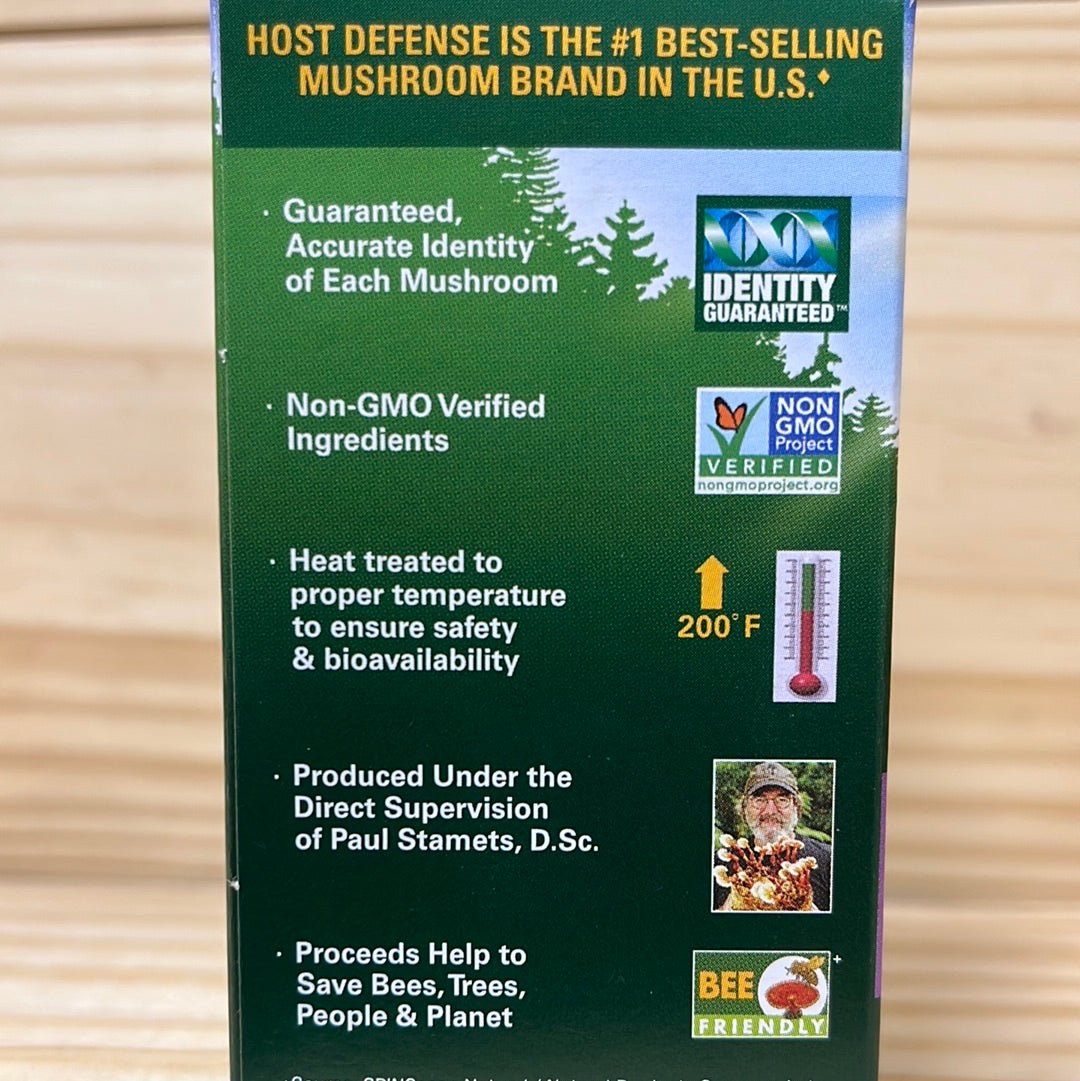 HOST DEFENSE IS THE #1 BEST-SELLING
MUSHROOM BRAND IN THE U.S.♦
· Guaranteed,
Accurate Identity
of Each Mushroom
IDENTITY
GUARANTEED™
· Non-GMO Verified
Ingredients
NON
GMO
Project
VERIFIED
nongmoproject.org
· Heat treated to
proper temperature
to ensure safety
& bioavailability
200°F
· Produced Under the
Direct Supervision
of Paul Stamets, D.Sc.
· Proceeds Help to
Save Bees, Trees,
People & Planet
BEE
FRIENDLY
+